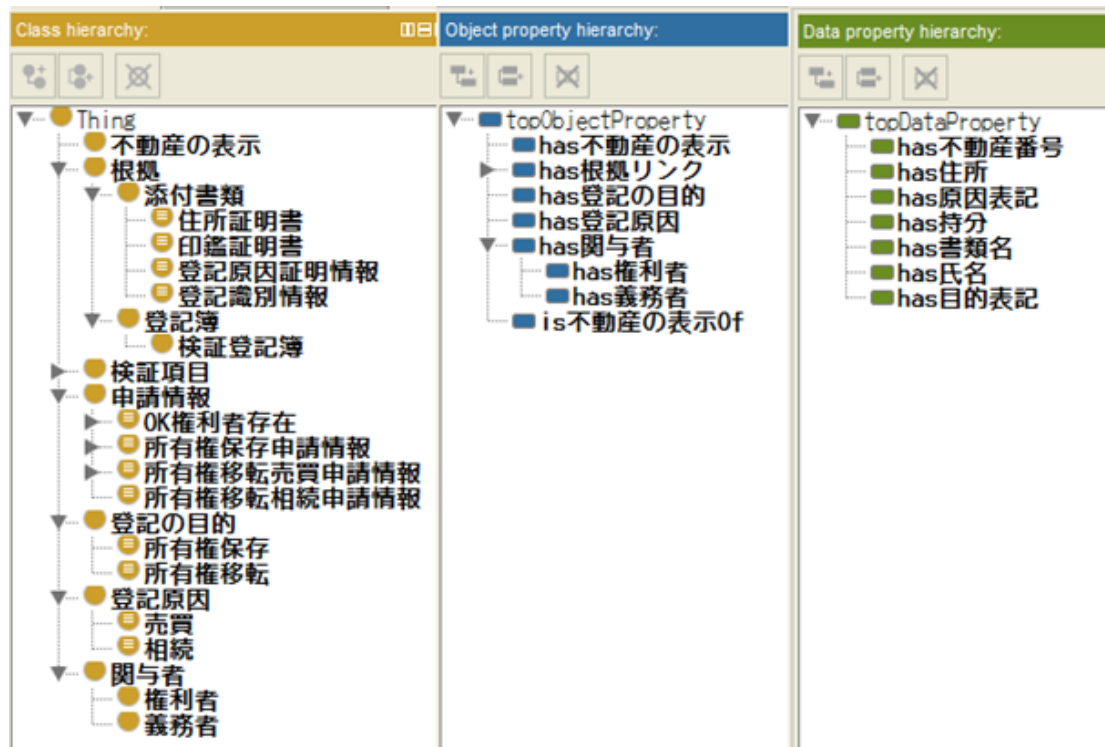 Class hierarchy:
Thing
不動産の表示
根拠
添付書類
住所証明書
印鑑証明書
登記原因証明情報
登記識別情報
登記簿
検証登記簿
検証項目
申請情報
OK権利者存在
所有権保存申請情報
所有権移転売買申請情報
所有権移転相続申請情報
登記の目的
所有権保存
所有権移転
登記原因
売買
相続
関与者
権利者
義務者
Object property hierarchy:
topObjectProperty
has不動産の表示
has根拠リンク
has登記の目的
has登記原因
has関与者
has権利者
has義務者
is不動産の表示Of
Data property hierarchy:
topDataProperty
has不動産番号
has住所
has原因表記
has持分
has書類名
has氏名
has目的表記